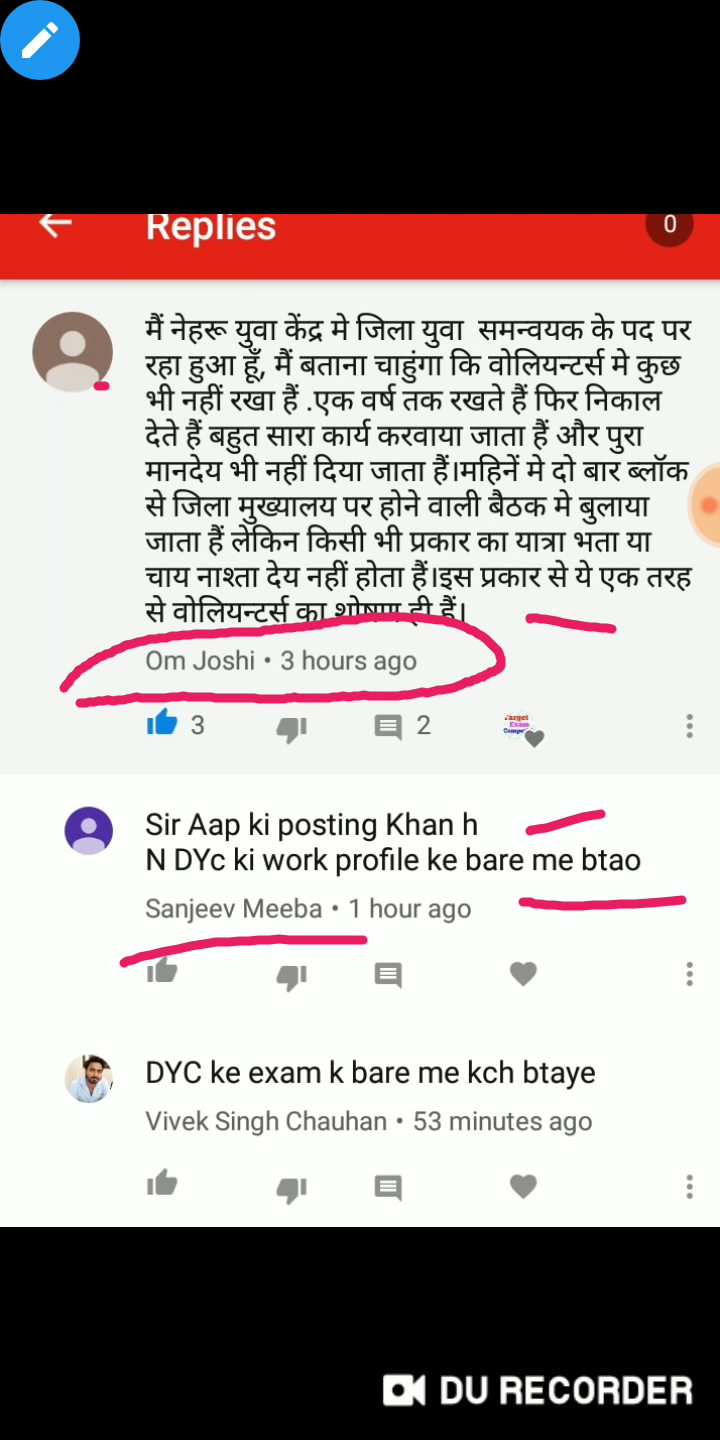 Replies
0
मैं नेहरू युवा केंद्र मे जिला युवा समन्वयक के पद पर
रहा हुआ हूँ, मैं बताना चाहुंगा कि वोलियन्टर्स मे कुछ
भी नहीं रखा हैं .एक वर्ष तक रखते हैं फिर निकाल
देते हैं बहुत सारा कार्य करवाया जाता हैं और पुरा
मानदेय भी नहीं दिया जाता हैं।महिनें मे दो बार ब्लॉक
से जिला मुख्यालय पर होने वाली बैठक मे बुलाया
जाता हैं लेकिन किसी भी प्रकार का यात्रा भता या
चाय नाश्ता देय नहीं होता हैं।इस प्रकार से ये एक तरह
से वोलियन्टर्स का शोषण ही हैं।
Om Joshi • 3 hours ago
3
2
Target
Exam
Sir Aap ki posting Khan h
N DYc ki work profile ke bare me btao
Sanjeev Meeba • 1 hour ago
DYC ke exam k bare me kch btaye
Vivek Singh Chauhan • 53 minutes ago
DU RECORDER